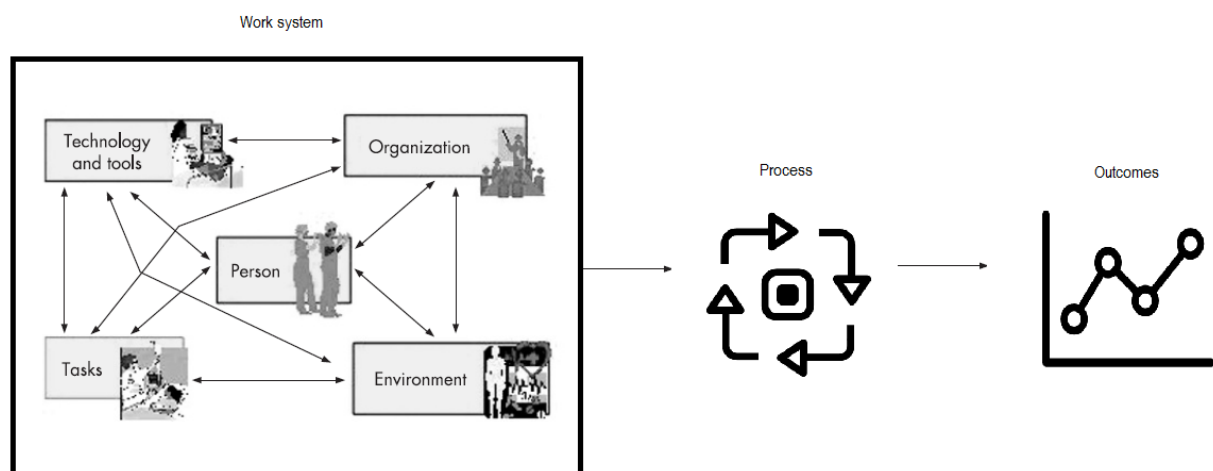 Work system
Technology
and tools
Organization
Process
Outcomes
Person
Tasks
Environment